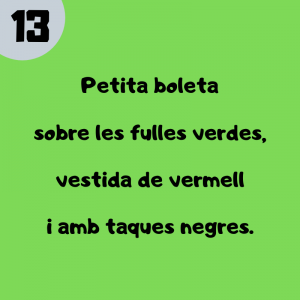 13
Petita boleta
sobre les fulles verdes,
vestida de vermell
i amb taques negres.